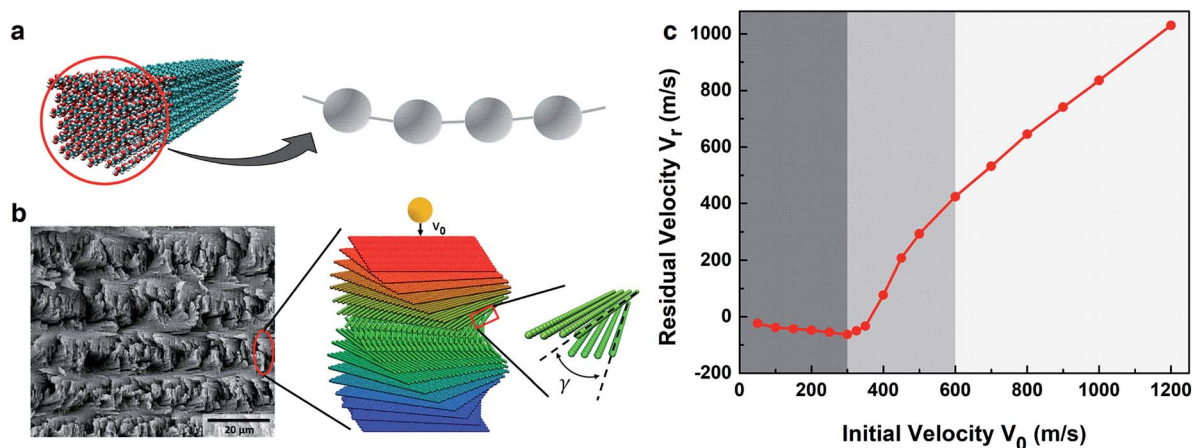 a
b
20 µm
V₀
γ
c
1000
800
600
400
200
0
-200
Residual Velocity Vᵣ (m/s)
0 200 400 600 800 1000 1200
Initial Velocity V₀ (m/s)